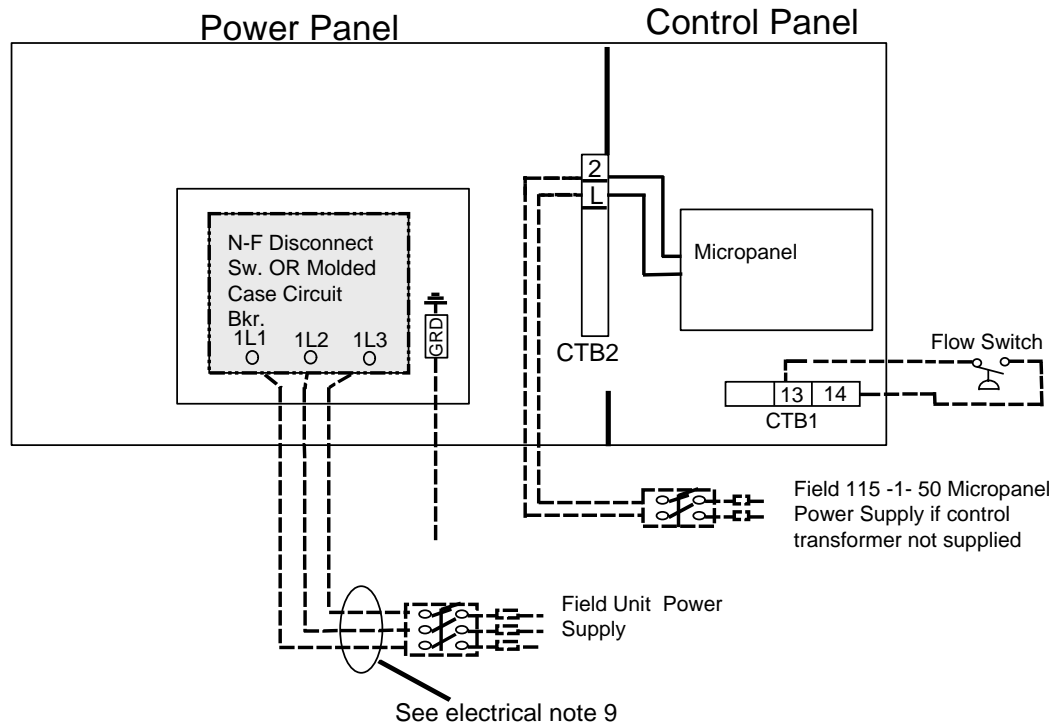 Power Panel
Control Panel
2
L
N-F Disconnect
Sw. OR Molded
Case Circuit
Bkr.
1L1 1L2 1L3
GRD
CTB2
Micropanel
Flow Switch
13 14
CTB1
Field 115 -1- 50 Micropanel
Power Supply if control
transformer not supplied
Field Unit Power
Supply
See electrical note 9